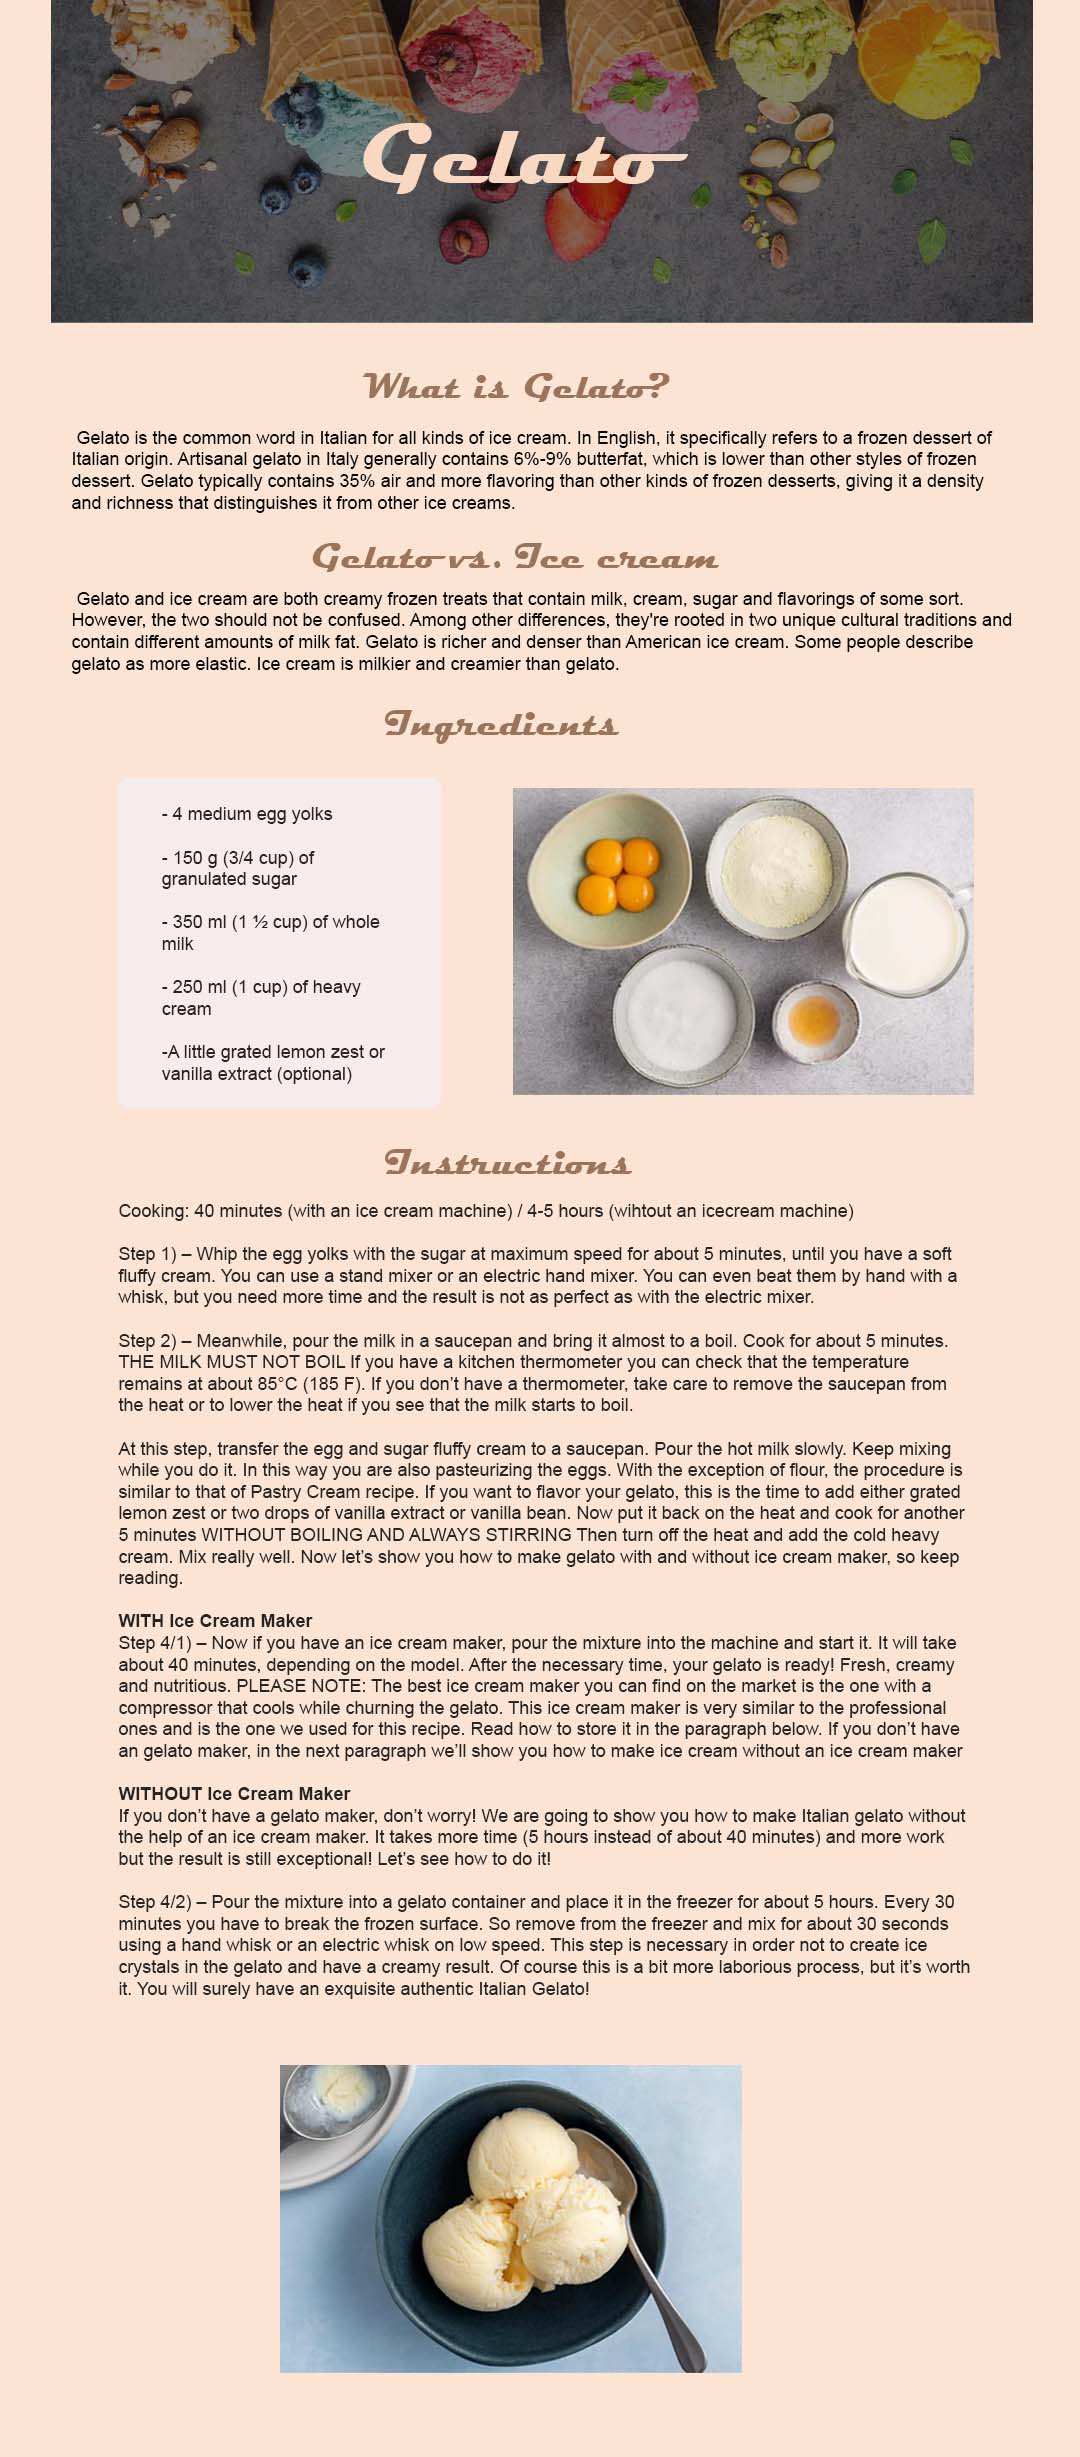 Gelato
What is Gelato?
Gelato is the common word in Italian for all kinds of ice cream. In English, it specifically refers to a frozen dessert of
Italian origin. Artisanal gelato in Italy generally contains 6%-9% butterfat, which is lower than other styles of frozen
dessert. Gelato typically contains 35% air and more flavoring than other kinds of frozen desserts, giving it a density
and richness that distinguishes it from other ice creams.
Gelato vs. Ice cream
Gelato and ice cream are both creamy frozen treats that contain milk, cream, sugar and flavorings of some sort.
However, the two should not be confused. Among other differences, they're rooted in two unique cultural traditions and
contain different amounts of milk fat. Gelato is richer and denser than American ice cream. Some people describe
gelato as more elastic. Ice cream is milkier and creamier than gelato.
Ingredients
- 4 medium egg yolks
- 150 g (3/4 cup) of
granulated sugar
- 350 ml (1 ½ cup) of whole
milk
- 250 ml (1 cup) of heavy
cream
-A little grated lemon zest or
vanilla extract (optional)
Instructions
Cooking: 40 minutes (with an ice cream machine) / 4-5 hours (wihtout an icecream machine)
Step 1) – Whip the egg yolks with the sugar at maximum speed for about 5 minutes, until you have a soft
fluffy cream. You can use a stand mixer or an electric hand mixer. You can even beat them by hand with a
whisk, but you need more time and the result is not as perfect as with the electric mixer.
Step 2) – Meanwhile, pour the milk in a saucepan and bring it almost to a boil. Cook for about 5 minutes.
THE MILK MUST NOT BOIL If you have a kitchen thermometer you can check that the temperature
remains at about 85°C (185 F). If you don’t have a thermometer, take care to remove the saucepan from
the heat or to lower the heat if you see that the milk starts to boil.
At this step, transfer the egg and sugar fluffy cream to a saucepan. Pour the hot milk slowly. Keep mixing
while you do it. In this way you are also pasteurizing the eggs. With the exception of flour, the procedure is
similar to that of Pastry Cream recipe. If you want to flavor your gelato, this is the time to add either grated
lemon zest or two drops of vanilla extract or vanilla bean. Now put it back on the heat and cook for another
5 minutes WITHOUT BOILING AND ALWAYS STIRRING Then turn off the heat and add the cold heavy
cream. Mix really well. Now let’s show you how to make gelato with and without ice cream maker, so keep
reading.
WITH Ice Cream Maker
Step 4/1) – Now if you have an ice cream maker, pour the mixture into the machine and start it. It will take
about 40 minutes, depending on the model. After the necessary time, your gelato is ready! Fresh, creamy
and nutritious. PLEASE NOTE: The best ice cream maker you can find on the market is the one with a
compressor that cools while churning the gelato. This ice cream maker is very similar to the professional
ones and is the one we used for this recipe. Read how to store it in the paragraph below. If you don’t have
an gelato maker, in the next paragraph we’ll show you how to make ice cream without an ice cream maker
WITHOUT Ice Cream Maker
If you don’t have a gelato maker, don’t worry! We are going to show you how to make Italian gelato without
the help of an ice cream maker. It takes more time (5 hours instead of about 40 minutes) and more work
but the result is still exceptional! Let’s see how to do it!
Step 4/2) – Pour the mixture into a gelato container and place it in the freezer for about 5 hours. Every 30
minutes you have to break the frozen surface. So remove from the freezer and mix for about 30 seconds
using a hand whisk or an electric whisk on low speed. This step is necessary in order not to create ice
crystals in the gelato and have a creamy result. Of course this is a bit more laborious process, but it’s worth
it. You will surely have an exquisite authentic Italian Gelato!